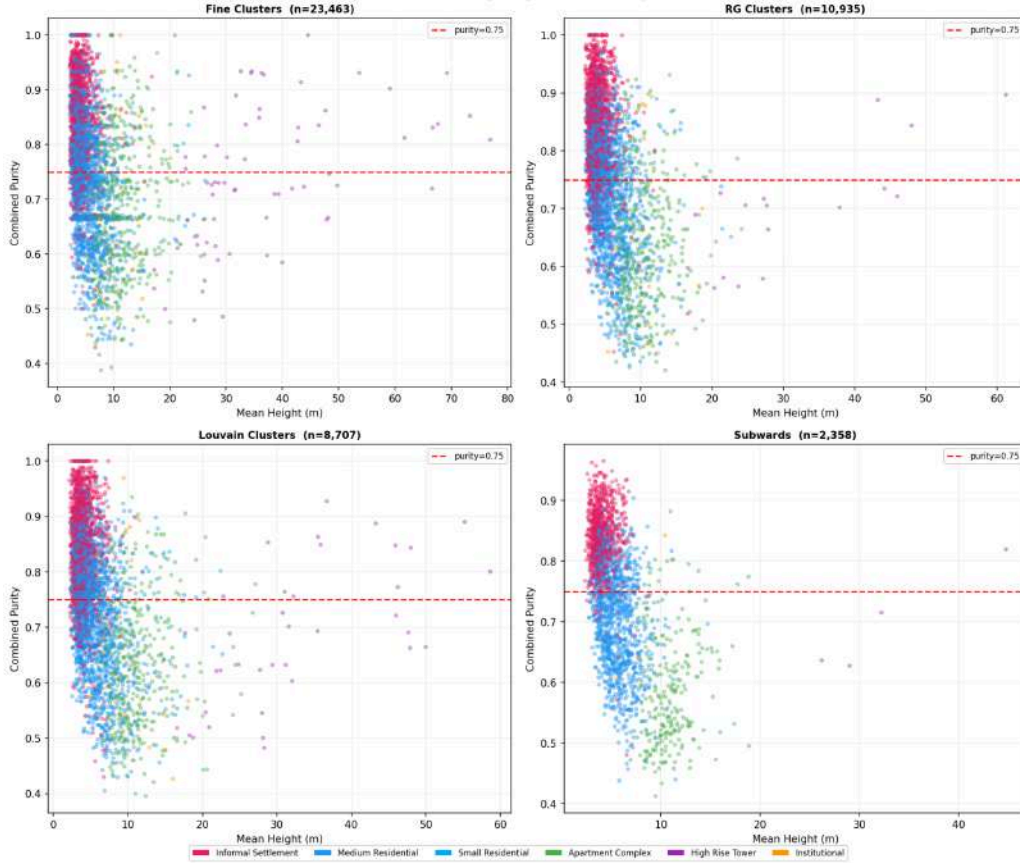 Fine Clusters (n=23,463)
purity=0.75
Combined Purity
1.0
0.9
0.8
0.7
0.6
0.5
0.4
0 10 20 30 40 50 60 70 80
Mean Height (m)
RG Clusters (n=10,935)
purity=0.75
Combined Purity
1.0
0.9
0.8
0.7
0.6
0.5
0.4
0 10 20 30 40 50 60
Mean Height (m)
Louvain Clusters (n=8,707)
purity=0.75
Combined Purity
1.0
0.9
0.8
0.7
0.6
0.5
0.4
0 10 20 30 40 50 60
Mean Height (m)
Subwards (n=2,358)
purity=0.75
Combined Purity
0.9
0.8
0.7
0.6
0.5
0.4
10 20 30 40
Mean Height (m)
Informal Settlement Medium Residential Small Residential Apartment Complex High Rise Tower Institutional